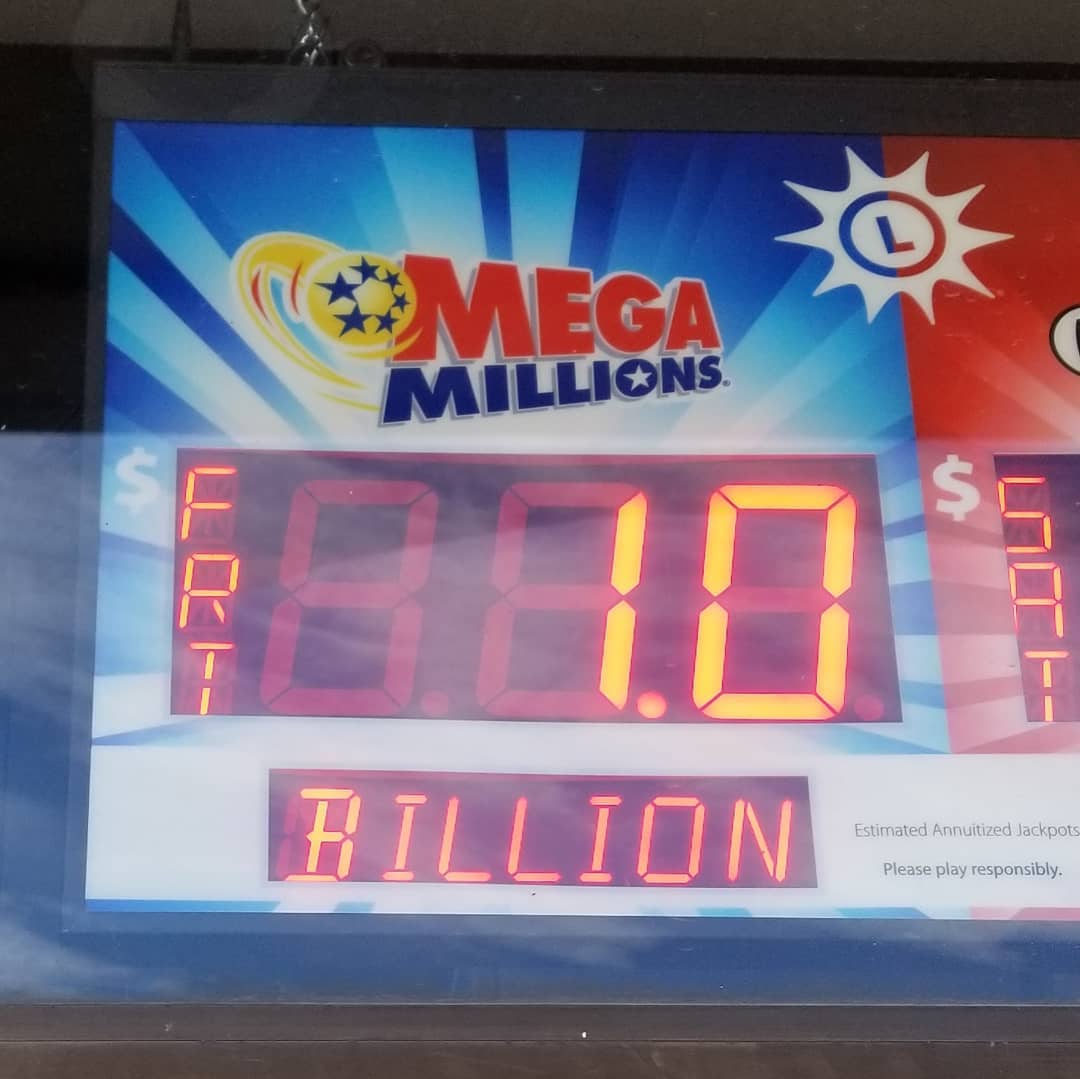 L
MEGA
MILLIONS®
$
FRI
1.0
BILLION
$
SAT
Estimated Annuitized Jackpots
Please play responsibly.